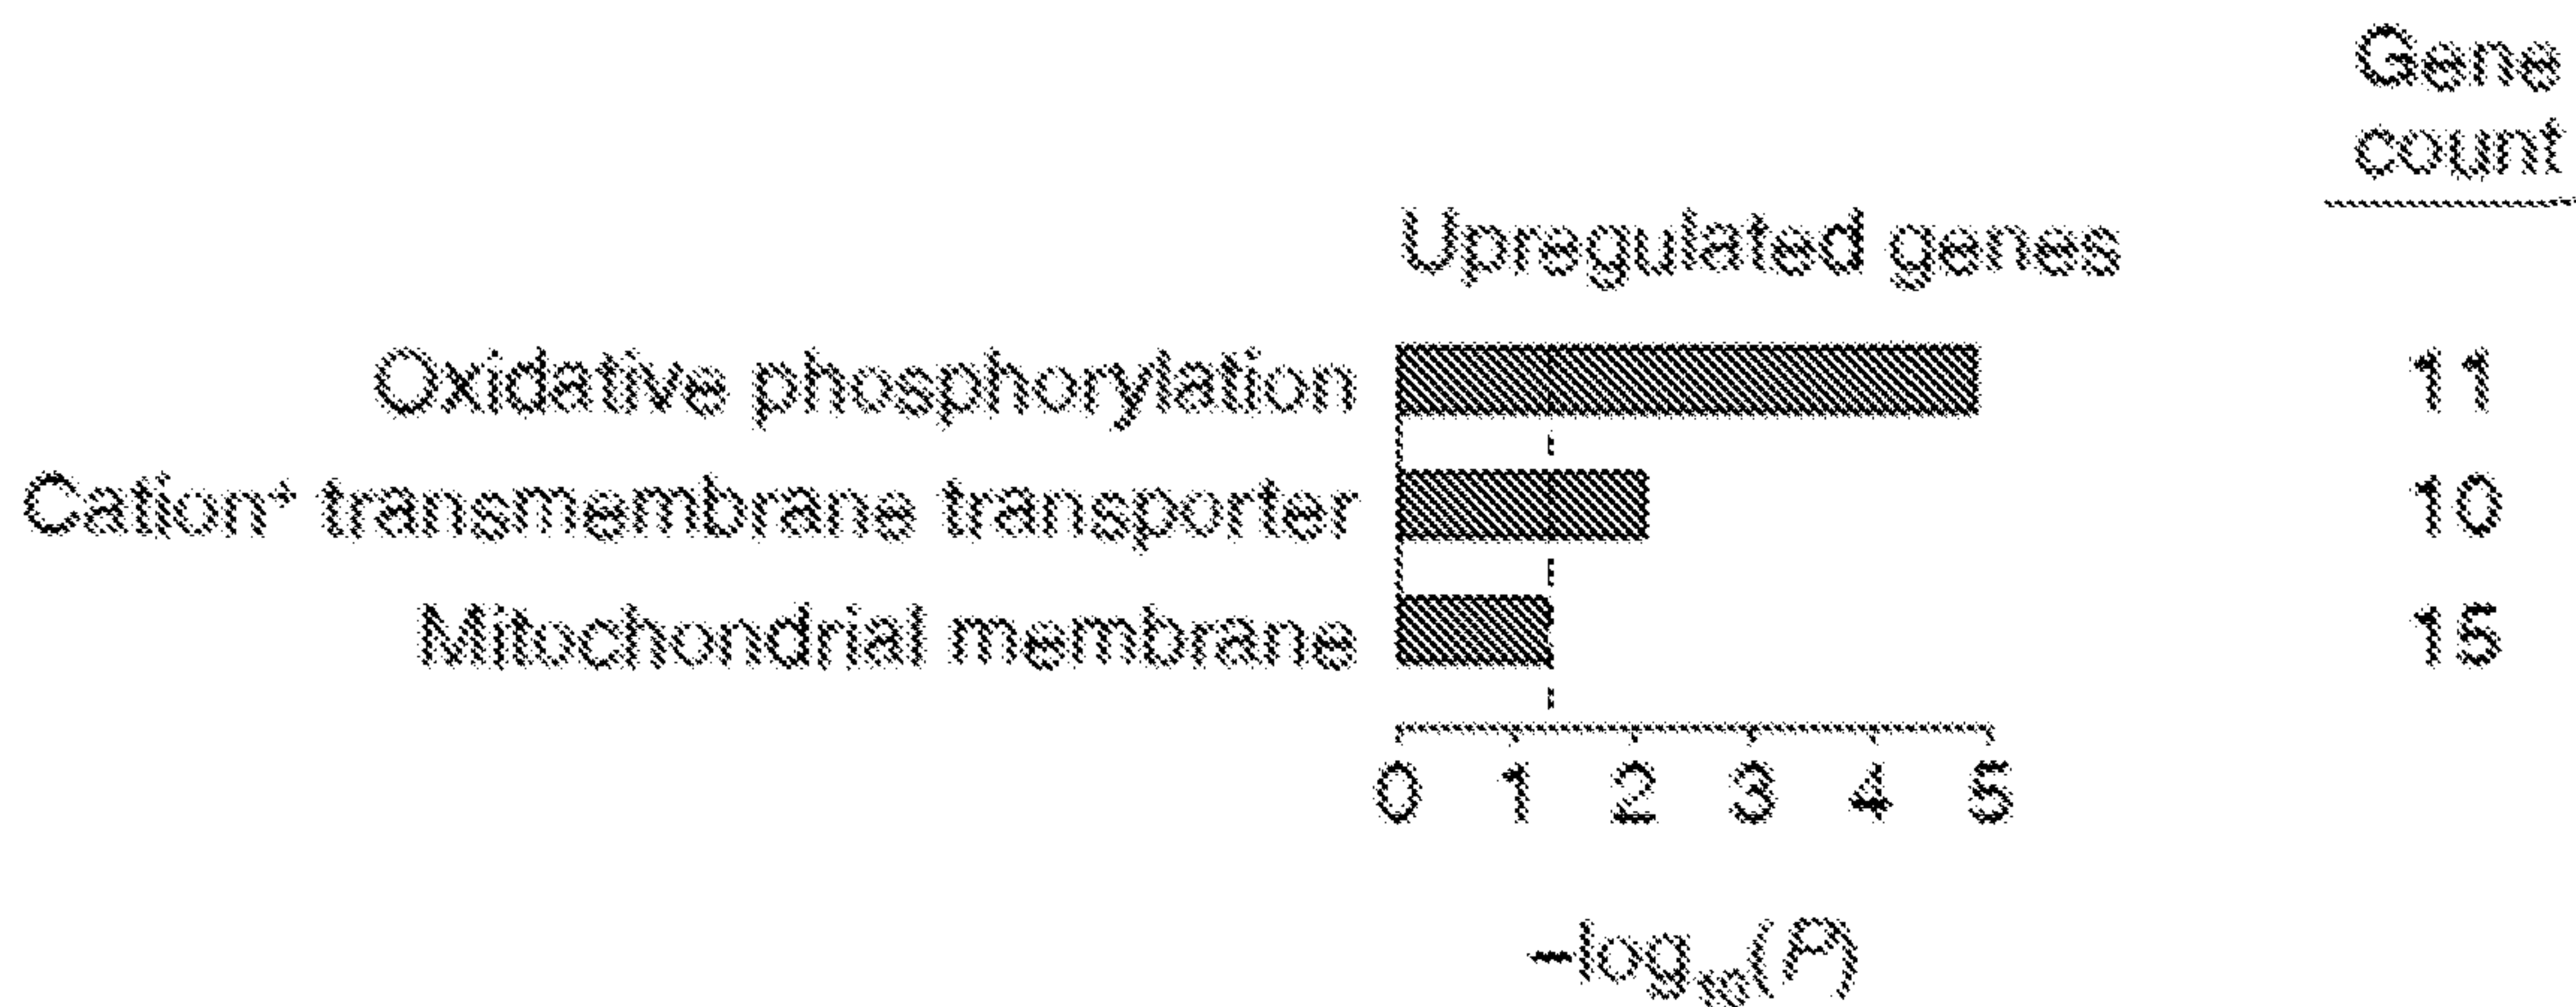 Gene
count
Upregulated genes
Oxidative phosphorylation 11
Cation⁺ transmembrane transporter 10
Mitochondrial membrane 15
0 1 2 3 4 5
–log₁₀(P)